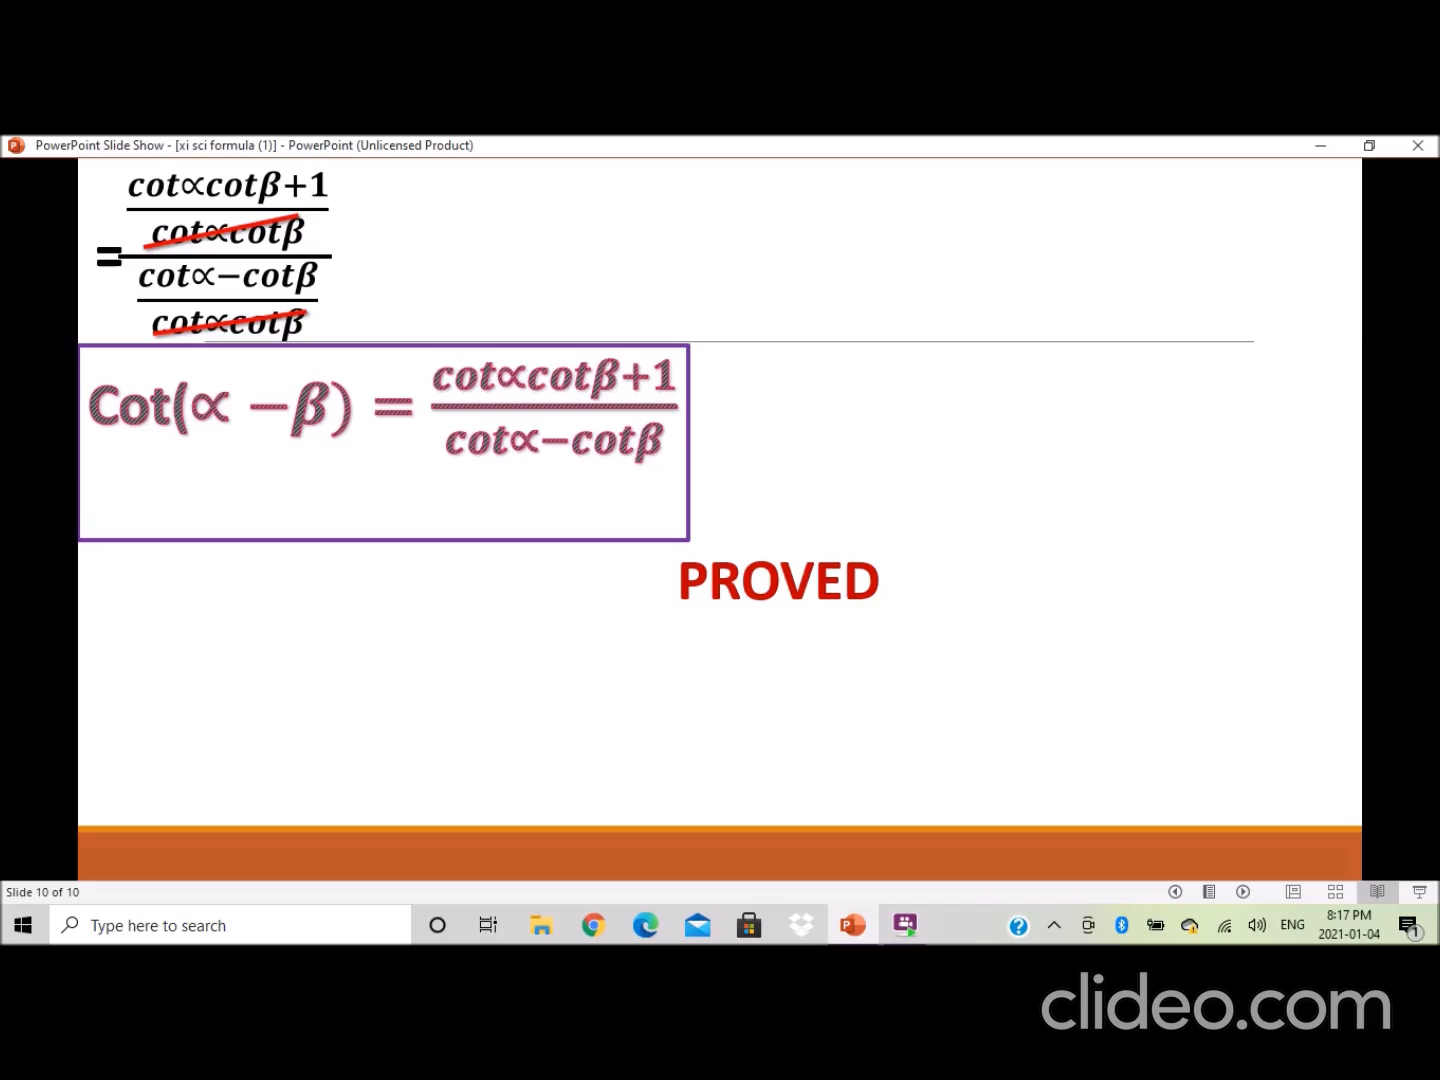 PowerPoint Slide Show - [xi sci formula (1)] - PowerPoint (Unlicensed Product)
cot∝cotβ+1
cot∝cotβ
=
cot∝−cotβ
cot∝cotβ
Cot(∝ −β) = cot∝cotβ+1
cot∝−cotβ
PROVED
Slide 10 of 10
Type here to search
ENG
8:17 PM
2021-01-04
1
clideo.com